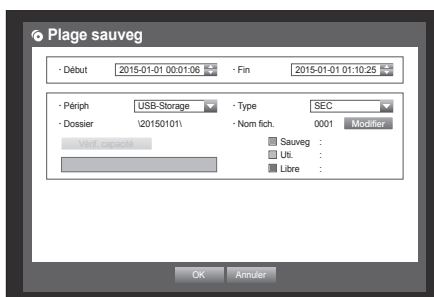 Plage sauveg
· Début 2015-01-01 00:01:06 · Fin 2015-01-01 01:10:25
· Périph USB-Storage · Type SEC
· Dossier \20150101\ · Nom fich. 0001 Modifier
Vérif. capacité Sauveg :
Uti. :
Libre :
OK Annuler